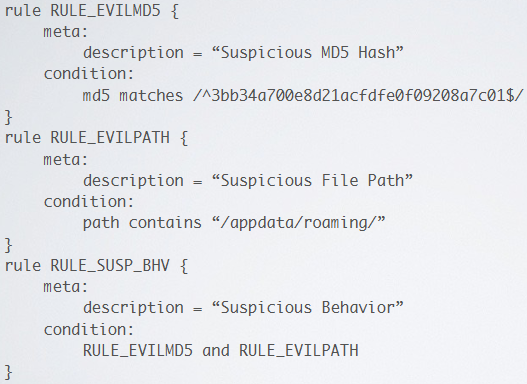 rule RULE_EVILMD5 {
meta:
description = “Suspicious MD5 Hash”
condition:
md5 matches /^3bb34a700e8d21acfdfe0f09208a7c01$/
}
rule RULE_EVILPATH {
meta:
description = “Suspicious File Path”
condition:
path contains “/appdata/roaming/”
}
rule RULE_SUSP_BHV {
meta:
description = “Suspicious Behavior”
condition:
RULE_EVILMD5 and RULE_EVILPATH
}